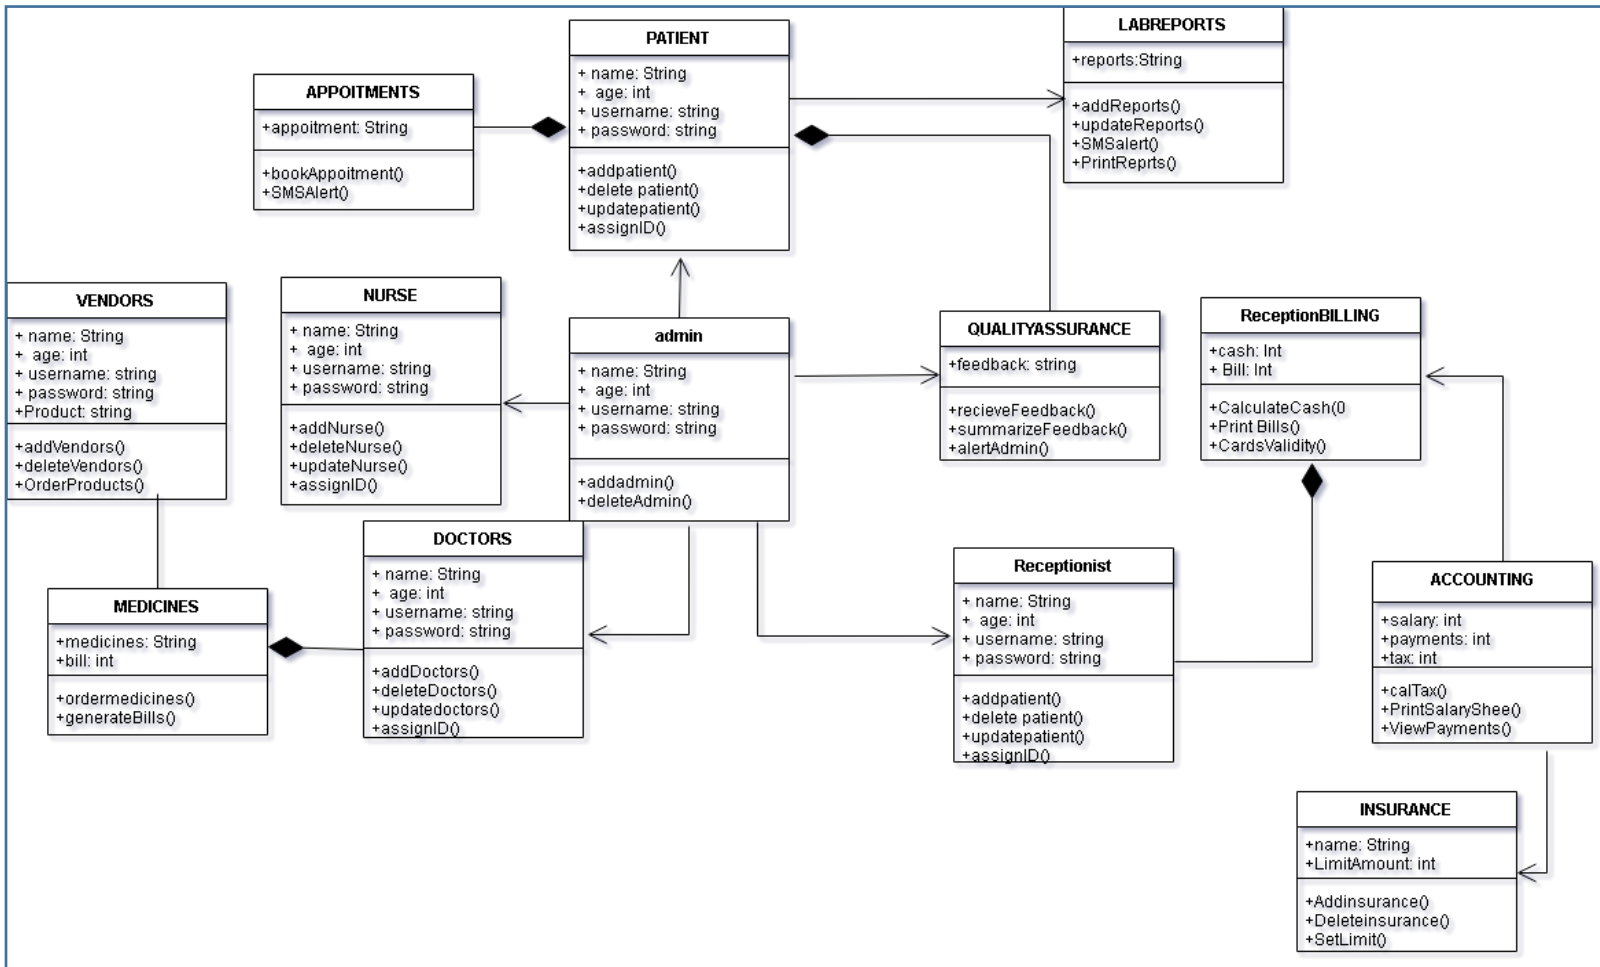 LABREPORTS
+reports:String
+addReports()
+updateReports()
+SMSalert()
+PrintReprts()
PATIENT
+ name: String
+ age: int
+ username: string
+ password: string
+addpatient()
+delete patient()
+updatepatient()
+assignID()
APPOITMENTS
+appoitment: String
+bookAppoitment()
+SMSAlert()
VENDORS
+ name: String
+ age: int
+ username: string
+ password: string
+Product: string
+addVendors()
+deleteVendors()
+OrderProducts()
NURSE
+ name: String
+ age: int
+ username: string
+ password: string
+addNurse()
+deleteNurse()
+updateNurse()
+assignID()
admin
+ name: String
+ age: int
+ username: string
+ password: string
+addadmin()
+deleteAdmin()
QUALITYASSURANCE
+feedback: string
+recieveFeedback()
+summarizeFeedback()
+alertAdmin()
ReceptionBILLING
+cash: Int
+ Bill: Int
+CalculateCash(0
+Print Bills()
+CardsValidity()
DOCTORS
+ name: String
+ age: int
+ username: string
+ password: string
+addDoctors()
+deleteDoctors()
+updatedoctors()
+assignID()
MEDICINES
+medicines: String
+bill: int
+ordermedicines()
+generateBills()
Receptionist
+ name: String
+ age: int
+ username: string
+ password: string
+addpatient()
+delete patient()
+updatepatient()
+assignID()
ACCOUNTING
+salary: int
+payments: int
+tax: int
+calTax()
+PrintSalaryShee()
+ViewPayments()
INSURANCE
+name: String
+LimitAmount: int
+Addinsurance()
+Deleteinsurance()
+SetLimit()